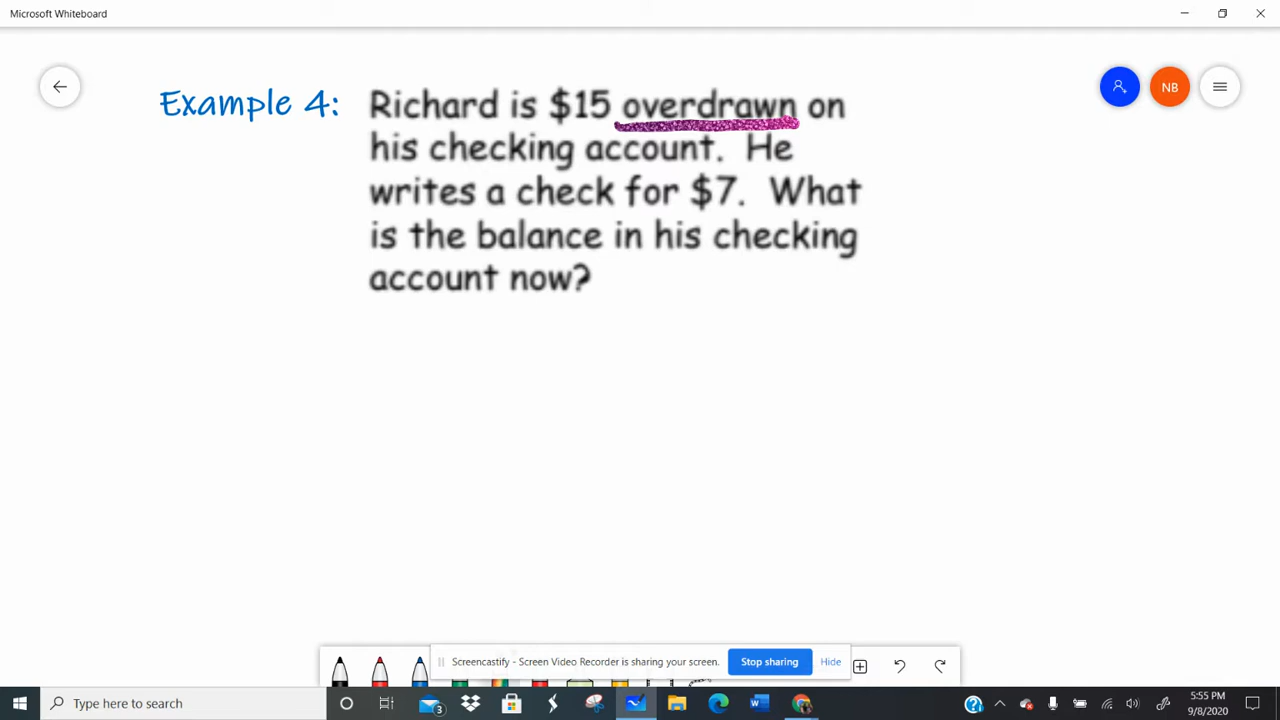 Microsoft Whiteboard
NB
Example 4: Richard is $15 overdrawn on
his checking account. He
writes a check for $7. What
is the balance in his checking
account now?
Screencastify - Screen Video Recorder is sharing your screen.
Stop sharing
Hide
Type here to search
3
W
5:55 PM
9/8/2020